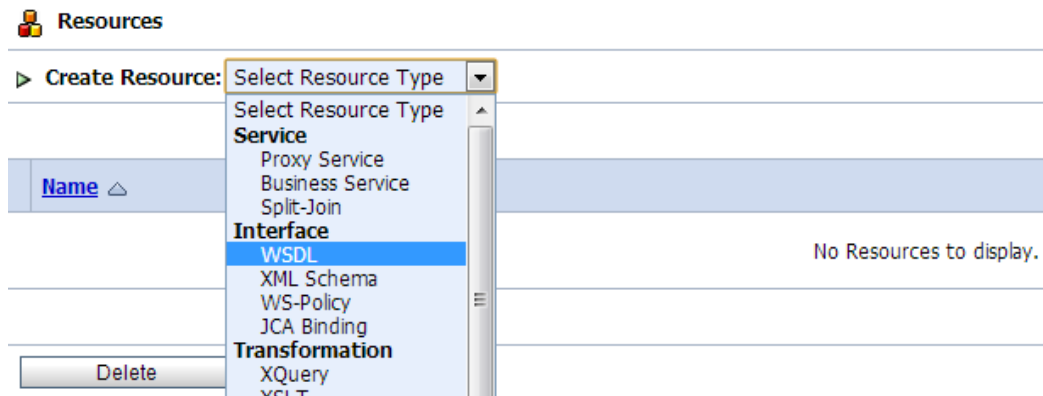 Resources
Create Resource: Select Resource Type
Select Resource Type
Service
Proxy Service
Business Service
Split-Join
Name
Interface
WSDL
No Resources to display.
XML Schema
WS-Policy
JCA Binding
Transformation
XQuery
Delete
XSLT